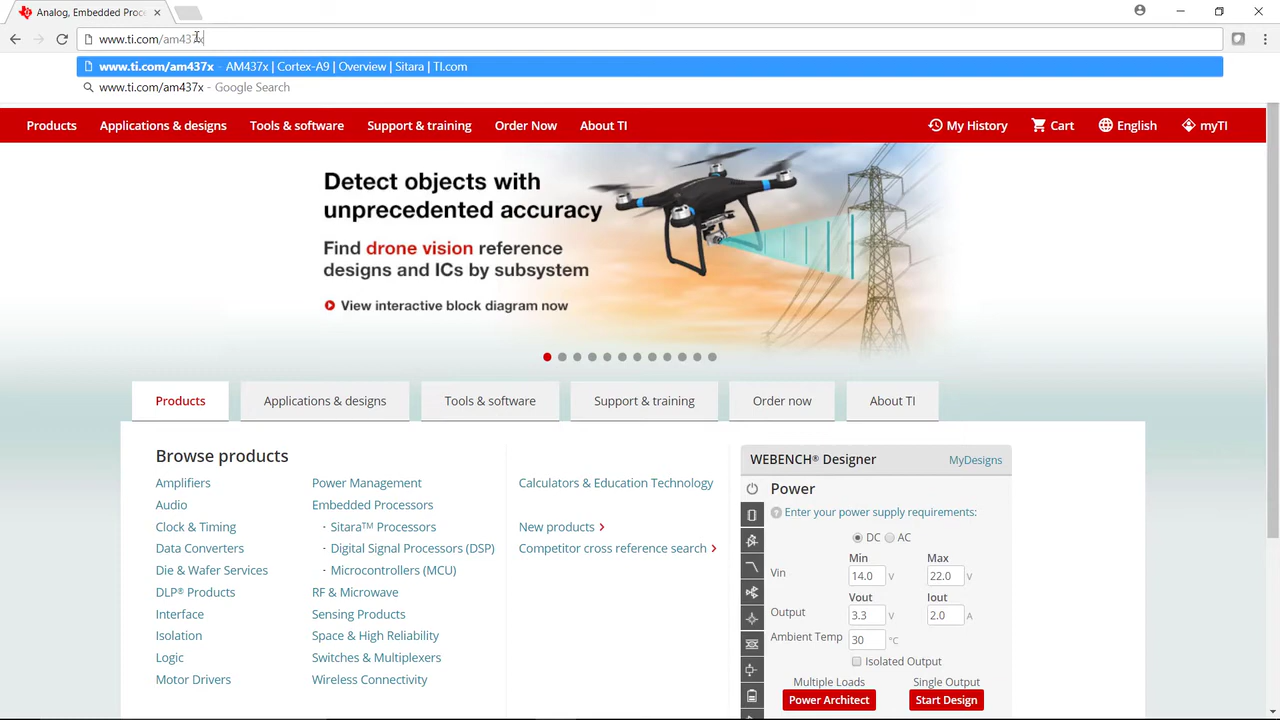 Analog, Embedded Proc
www.ti.com/am437x
www.ti.com/am437x - AM437x | Cortex-A9 | Overview | Sitara | TI.com
www.ti.com/am437x - Google Search
Products Applications & designs Tools & software Support & training Order Now About TI My History Cart English myTI
Detect objects with
unprecedented accuracy
Find drone vision reference
designs and ICs by subsystem
View interactive block diagram now
Products Applications & designs Tools & software Support & training Order now About TI
Browse products
Amplifiers
Audio
Clock & Timing
Data Converters
Die & Wafer Services
DLP® Products
Interface
Isolation
Logic
Motor Drivers
Power Management
Embedded Processors
· Sitara™ Processors
· Digital Signal Processors (DSP)
· Microcontrollers (MCU)
RF & Microwave
Sensing Products
Space & High Reliability
Switches & Multiplexers
Wireless Connectivity
Calculators & Education Technology
New products
Competitor cross reference search
WEBENCH® Designer MyDesigns
Power
Enter your power supply requirements:
DC AC
Min Max
Vin 14.0 V 22.0 V
Vout Iout
Output 3.3 V 2.0 A
Ambient Temp 30 °C
Isolated Output
Multiple Loads Single Output
Power Architect Start Design